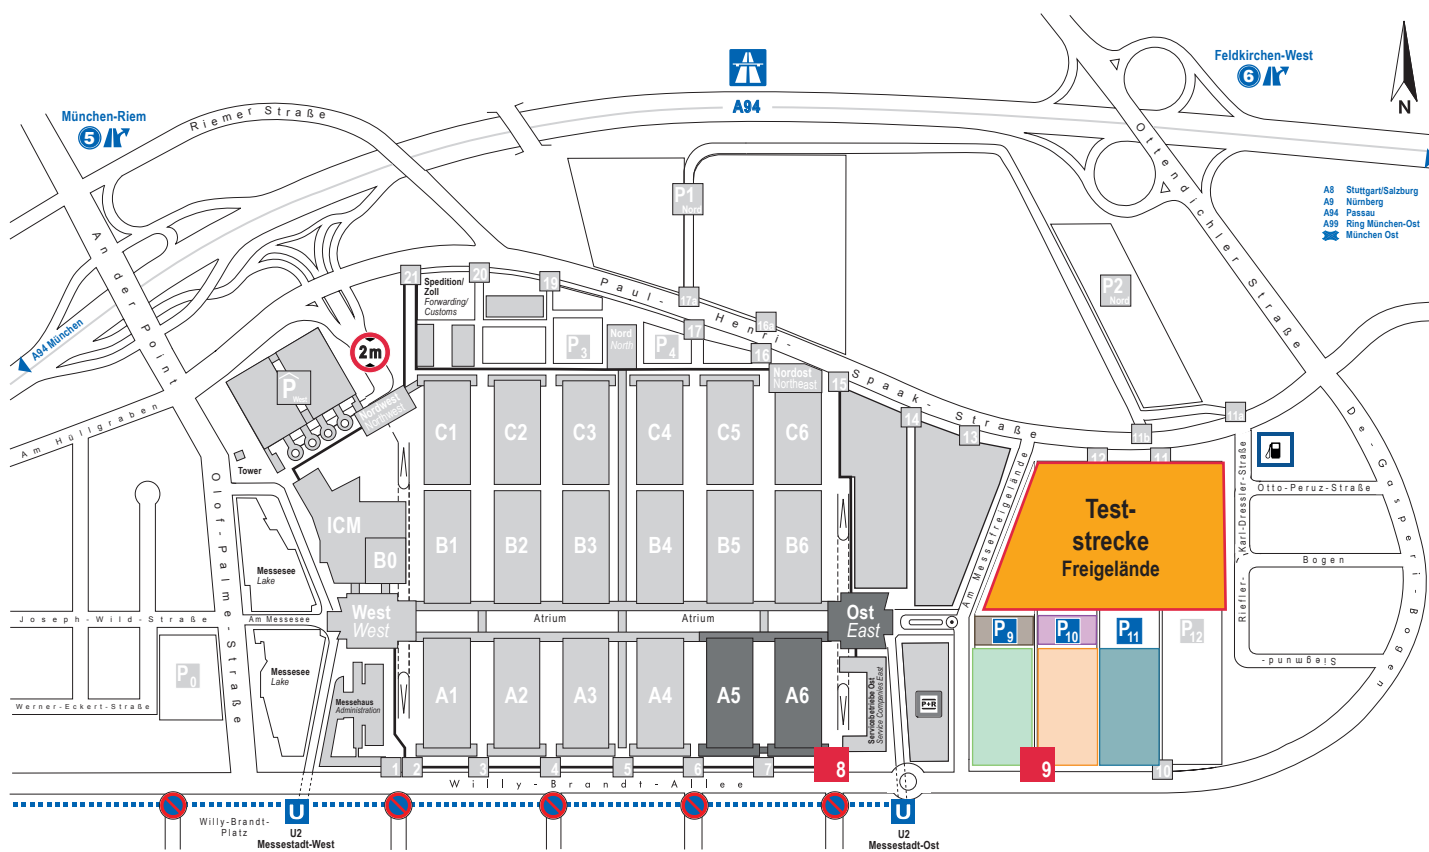 Feldkirchen-West
6
A94
N
München-Riem
5
Riemer Straße
Ottendichler Straße
A8 Stuttgart/Salzburg
A9 Nürnberg
A94 Passau
A99 Ring München-Ost
München Ost
P1
Nord
P2
Nord
An der Point
A94 München
21
20
19
Spedition/
Zoll
Forwarding/
Customs
Paul-Henri-Spaak-Straße
17a
16a
17
16
15
14
13
12
11
11b
11a
2m
P
West
Nord
North
P3
P4
Nordost
Northeast
Nordwest
Northwest
Am Hüllgraben
Tower
C1
C2
C3
C4
C5
C6
De-Gasperi-Bogen
Karl-Dressler-Straße
Otto-Peruz-Straße
Bogen
Riefler-
Siegmund-
Am Messefreigelände
Test-
strecke
Freigelände
ICM
B0
B1
B2
B3
B4
B5
B6
Olof-Palme-Straße
Messesee
Lake
Am Messesee
Joseph-Wild-Straße
West
West
Atrium
Atrium
Ost
East
P9
P10
P11
P12
P0
Messesee
Lake
Werner-Eckert-Straße
Messehaus
Administration
A1
A2
A3
A4
A5
A6
Servicebetriebe Ost
Service Companies East
P+R
1
2
3
4
5
6
7
8
9
10
Willy-Brandt-Allee
Willy-Brandt-
Platz
U
U2
Messestadt-West
U
U2
Messestadt-Ost